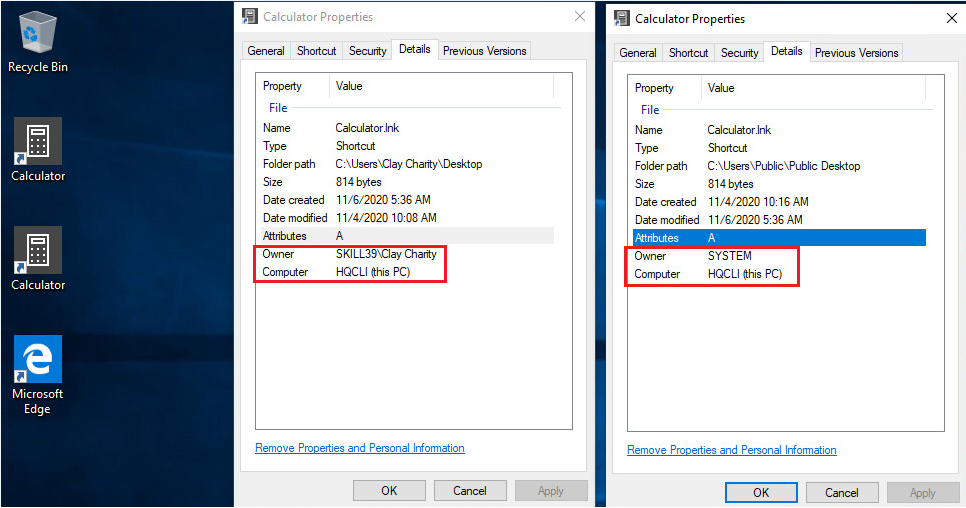 Recycle Bin
Calculator
Calculator
Microsoft
Edge
Calculator Properties
General Shortcut Security Details Previous Versions
Property Value
File
Name Calculator.lnk
Type Shortcut
Folder path C:\Users\Clay Charity\Desktop
Size 814 bytes
Date created 11/6/2020 5:36 AM
Date modified 11/4/2020 10:08 AM
Attributes A
Owner SKILL39\Clay Charity
Computer HQCLI (this PC)
Remove Properties and Personal Information
OK Cancel Apply
Calculator Properties
General Shortcut Security Details Previous Versions
Property Value
File
Name Calculator.lnk
Type Shortcut
Folder path C:\Users\Public\Public Desktop
Size 814 bytes
Date created 11/4/2020 10:16 AM
Date modified 11/6/2020 5:36 AM
Attributes A
Owner SYSTEM
Computer HQCLI (this PC)
Remove Properties and Personal Information
OK Cancel Apply